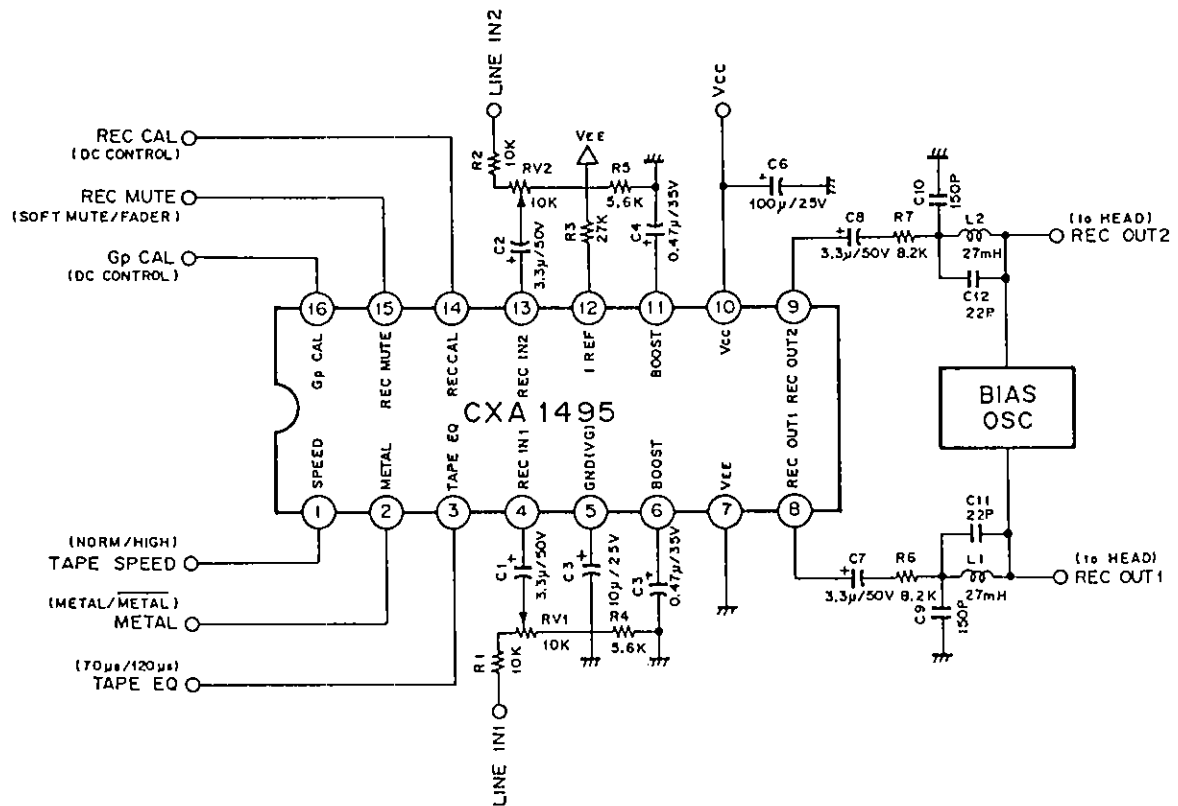 LINE IN2
VCC
REC CAL
(DC CONTROL)
REC MUTE
(SOFT MUTE/FADER)
Gp CAL
(DC CONTROL)
R2
10K
RV2
10K
VEE
R5
5.6K
C2
3.3µ/50V
R3
27K
C4
0.47µ/35V
C6
100µ/25V
C8
3.3µ/50V
R7
8.2K
C10
150P
L2
27mH
C12
22P
(to HEAD)
REC OUT2
16
15
14
13
12
11
10
9
Gp CAL
REC MUTE
REC CAL
REC IN2
I REF
BOOST
VCC
REC OUT2
CXA 1495
SPEED
METAL
TAPE EQ
REC IN1
GND(VG)
BOOST
VEE
REC OUT1
1
2
3
4
5
6
7
8
BIAS
OSC
(NORM/HIGH)
TAPE SPEED
(METAL/M̅E̅T̅A̅L̅)
METAL
(70µs/120µs)
TAPE EQ
C1
3.3µ/50V
C3
10µ/25V
C3
0.47µ/35V
RV1
10K
R4
5.6K
R1
10K
LINE IN1
C7
3.3µ/50V
R6
8.2K
C11
22P
L1
27mH
C9
150P
(to HEAD)
REC OUT1